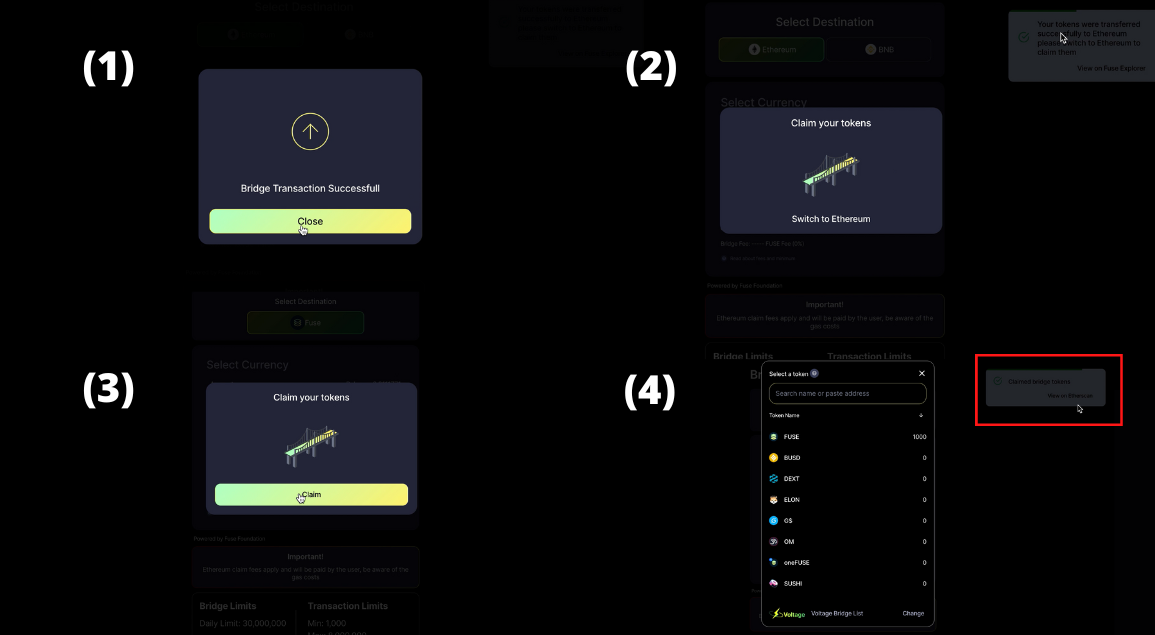 Select Destination
(1)
Bridge Transaction Successfull
Close
(2)
Select Destination
Ethereum
BNB
Your tokens were transferred
successfully to Ethereum
please switch to Ethereum to
claim them
View on Fuse Explorer
Select Currency
Claim your tokens
Switch to Ethereum
Powered by Fuse Foundation
Important!
Ethereum claim fees apply and will be paid by the user, be aware of the
gas costs
Bridge Limits
Transaction Limits
(3)
Select Destination
Fuse
Select Currency
Claim your tokens
Claim
Powered by Fuse Foundation
Important!
Ethereum claim fees apply and will be paid by the user, be aware of the
gas costs
Bridge Limits
Transaction Limits
Daily Limit: 30,000,000
Min: 1,000
(4)
Select a token
Search name or paste address
Token Name
FUSE 1000
BUSD 0
DEXT 0
ELON 0
G$ 0
OM 0
oneFUSE 0
SUSHI 0
Voltage
Voltage Bridge List
Change
Claimed bridge tokens
View on Ethereum